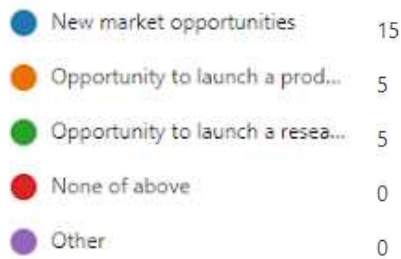 New market opportunities 15
Opportunity to launch a prod... 5
Opportunity to launch a resea... 5
None of above 0
Other 0